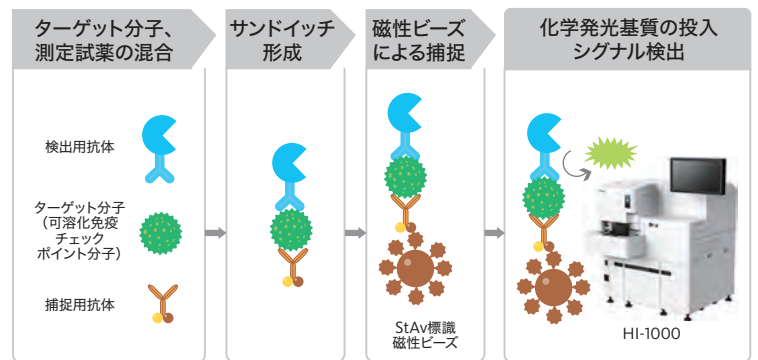 ターゲット分子、
測定試薬の混合
サンドイッチ
形成
磁性ビーズ
による捕捉
化学発光基質の投入
シグナル検出
検出用抗体
ターゲット分子
(可溶化免疫
チェック
ポイント分子)
捕捉用抗体
StAv標識
磁性ビーズ
HI-1000